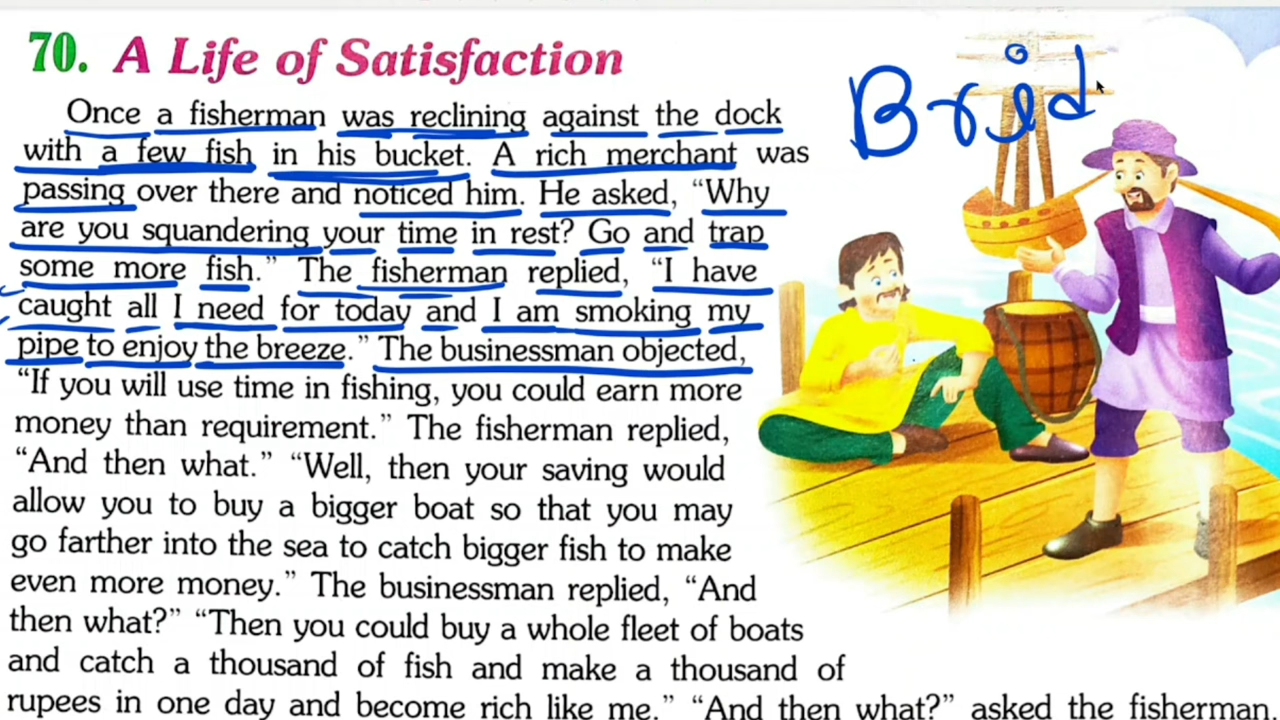 70. A Life of Satisfaction
Brid
Once a fisherman was reclining against the dock
with a few fish in his bucket. A rich merchant was
passing over there and noticed him. He asked, “Why
are you squandering your time in rest? Go and trap
some more fish.” The fisherman replied, “I have
caught all I need for today and I am smoking my
pipe to enjoy the breeze.” The businessman objected,
“If you will use time in fishing, you could earn more
money than requirement.” The fisherman replied,
“And then what.” “Well, then your saving would
allow you to buy a bigger boat so that you may
go farther into the sea to catch bigger fish to make
even more money.” The businessman replied, “And
then what?” “Then you could buy a whole fleet of boats
and catch a thousand of fish and make a thousand of
rupees in one day and become rich like me.” “And then what?” asked the fisherman.